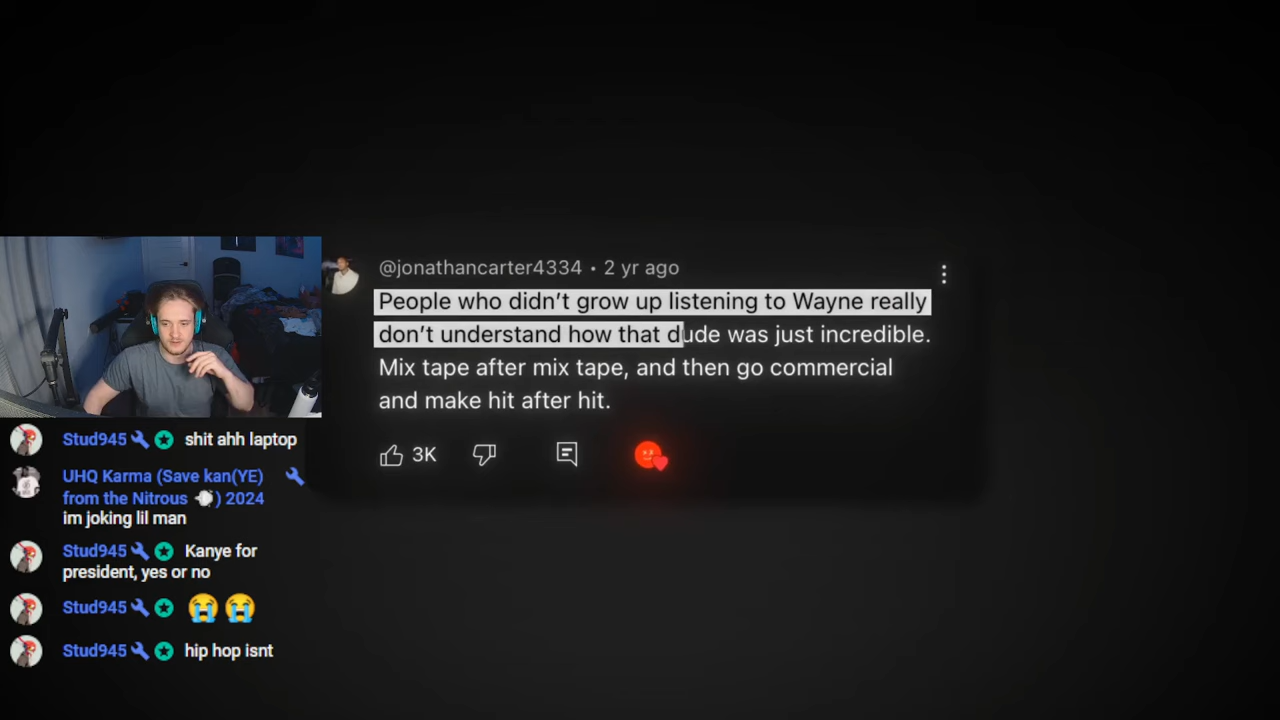 @jonathancarter4334 • 2 yr ago
People who didn't grow up listening to Wayne really
don't understand how that dude was just incredible.
Mix tape after mix tape, and then go commercial
and make hit after hit.
3K
Stud945 shit ahh laptop
UHQ Karma (Save kan(YE)
from the Nitrous ) 2024
im joking lil man
Stud945 Kanye for
president, yes or no
Stud945 😭 😭
Stud945 hip hop isnt